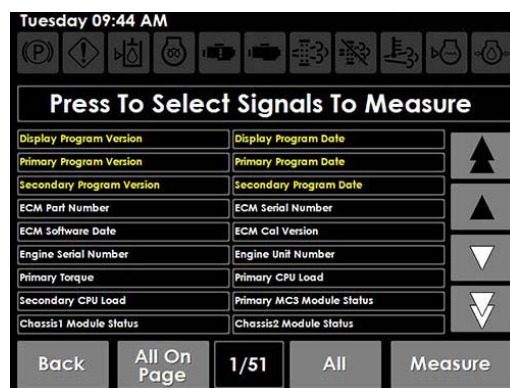 Tuesday 09:44 AM
(P)
Press To Select Signals To Measure
Display Program Version Display Program Date
Primary Program Version Primary Program Date
Secondary Program Version Secondary Program Date
ECM Part Number ECM Serial Number
ECM Software Date ECM Cal Version
Engine Serial Number Engine Unit Number
Primary Torque Primary CPU Load
Secondary CPU Load Primary MCS Module Status
Chassis1 Module Status Chassis2 Module Status
Back All On Page 1/51 All Measure